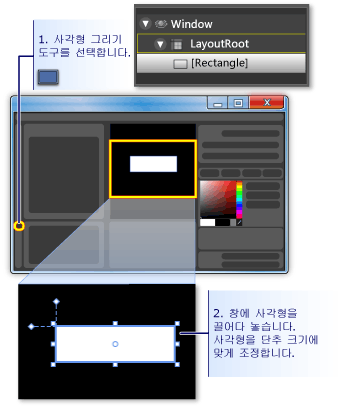 1. 사각형 그리기
도구를 선택합니다.
Window
LayoutRoot
[Rectangle]
X
2. 창에 사각형을
끌어다 놓습니다.
사각형을 단추 크기에
맞게 조정합니다.